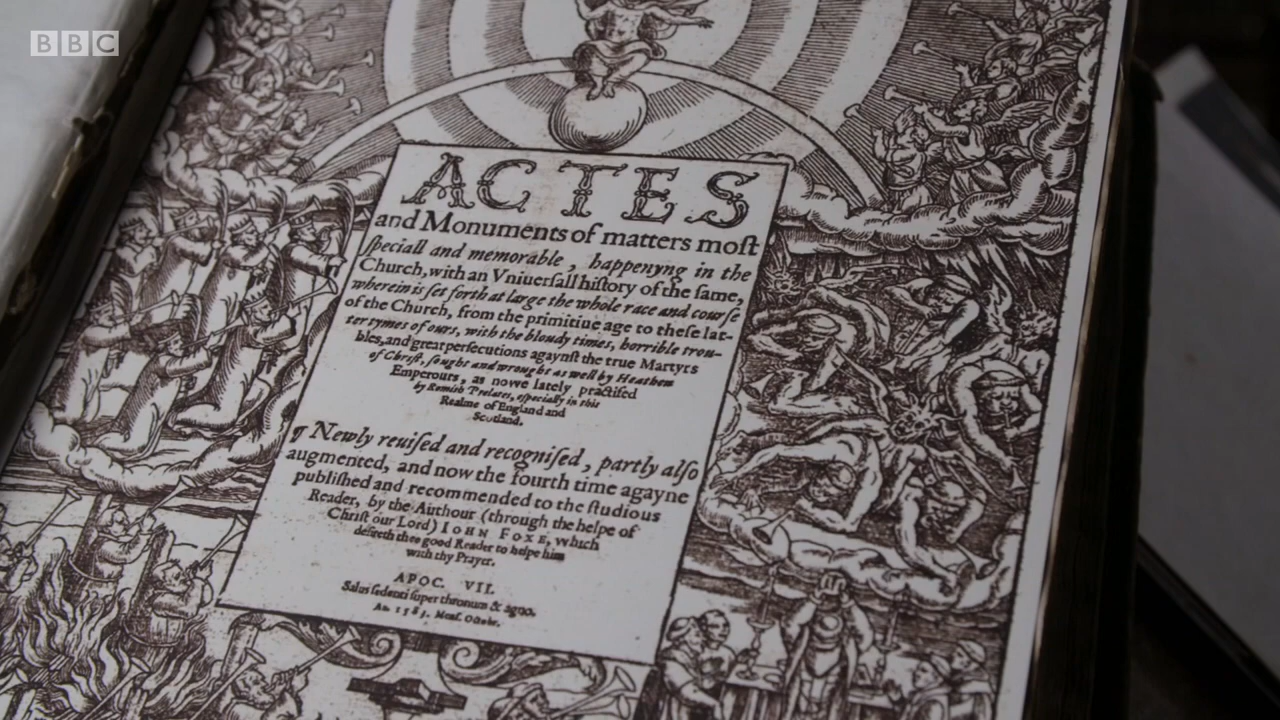 BBC
ACTES
and Monuments of matters moſt
ſpeciall and memorable, happenyng in the
Church, with an Vniuerſall hiſtory of the ſame,
wherein is ſet forth at large the whole race and courſe
of the Church, from the primitiue age to theſe lat-
ter tymes of ours, with the bloudy times, horrible trou-
bles, and great perſecutions agaynſt the true Martyrs
of Chriſt, ſought and wrought as well by Heathen
Emperours, as nowe lately practiſed
by Romiſh Prelates, eſpecially in this
Realme of England and
Scotland.
¶ Newly reuiſed and recogniſed, partly alſo
augmented, and now the fourth time agayne
publiſhed and recommended to the ſtudious
Reader, by the Authour (through the helpe of
Chriſt our Lord) IOHN FOXE, which
deſireth thee good Reader to helpe him
with thy Prayer.
APOC. VII.
Salus ſedenti ſuper thronum & agno.
An. 1583. Menſ. Octobr.